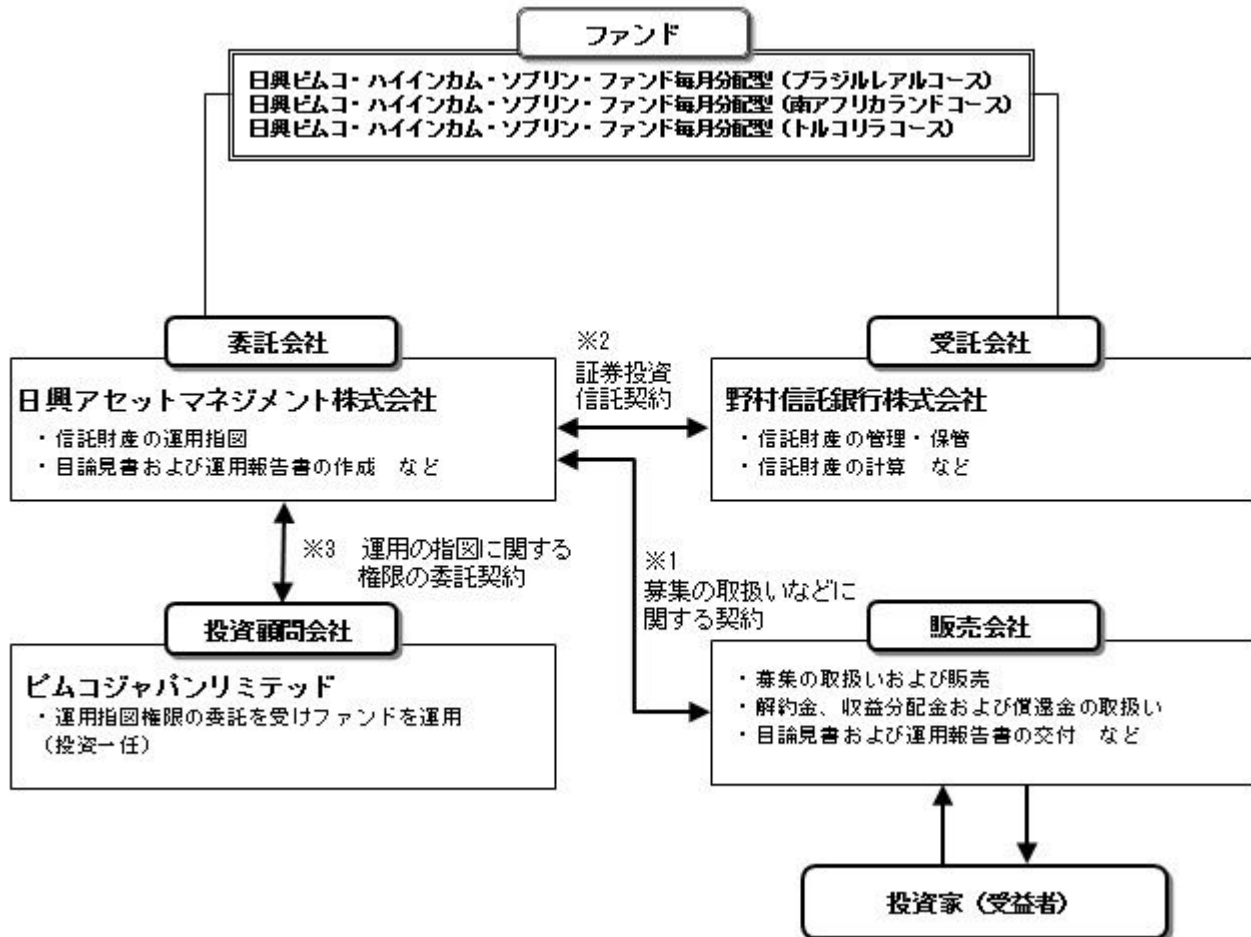 ファンド
日興ピムコ・ハイインカム・ソブリン・ファンド毎月分配型（ブラジルレアルコース）
日興ピムコ・ハイインカム・ソブリン・ファンド毎月分配型（南アフリカランドコース）
日興ピムコ・ハイインカム・ソブリン・ファンド毎月分配型（トルコリラコース）
委託会社
日興アセットマネジメント株式会社
・信託財産の運用指図
・目論見書および運用報告書の作成　など
※2
証券投資
信託契約
受託会社
野村信託銀行株式会社
・信託財産の管理・保管
・信託財産の計算　など
※3　運用の指図に関する
権限の委託契約
※1
募集の取扱いなどに
関する契約
投資顧問会社
ピムコジャパンリミテッド
・運用指図権限の委託を受けファンドを運用
（投資一任）
販売会社
・募集の取扱いおよび販売
・解約金、収益分配金および償還金の取扱い
・目論見書および運用報告書の交付　など
投資家（受益者）